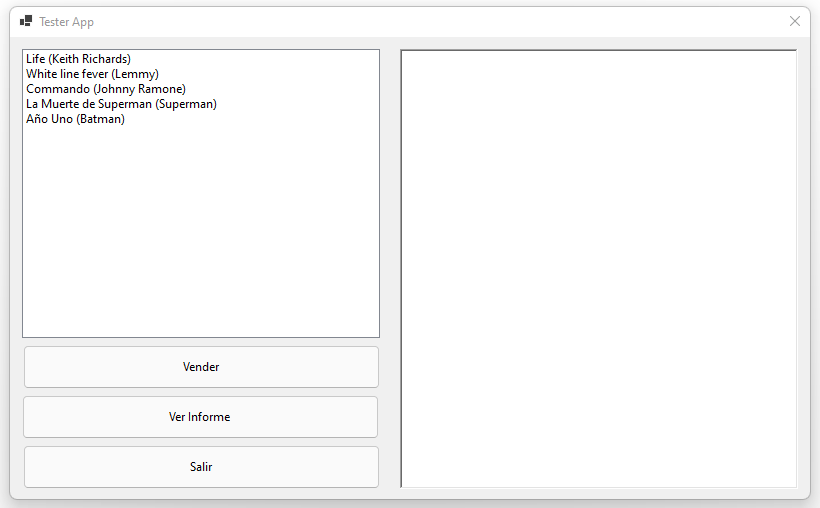 Tester App
Life (Keith Richards)
White line fever (Lemmy)
Commando (Johnny Ramone)
La Muerte de Superman (Superman)
Año Uno (Batman)
Vender
Ver Informe
Salir